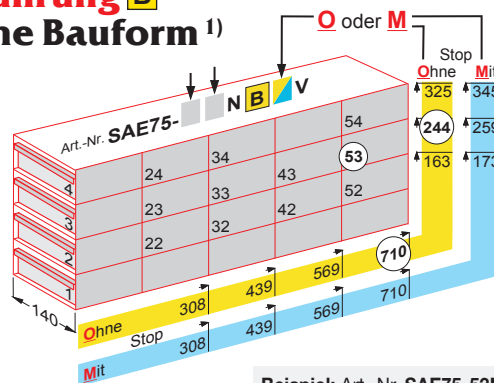 ührung B
ne Bauform 1)
O oder M
Stop
Ohne Mit
325 345
244 259
163 173
Art.-Nr. SAE75- N B V
54
34 53
24 43
33 52
23 42
32
22
4
3
2
1
140
710
Ohne 308 439 569
Stop
Mit 308 439 569 710
Beispiel: Art.-Nr. SAE75-53